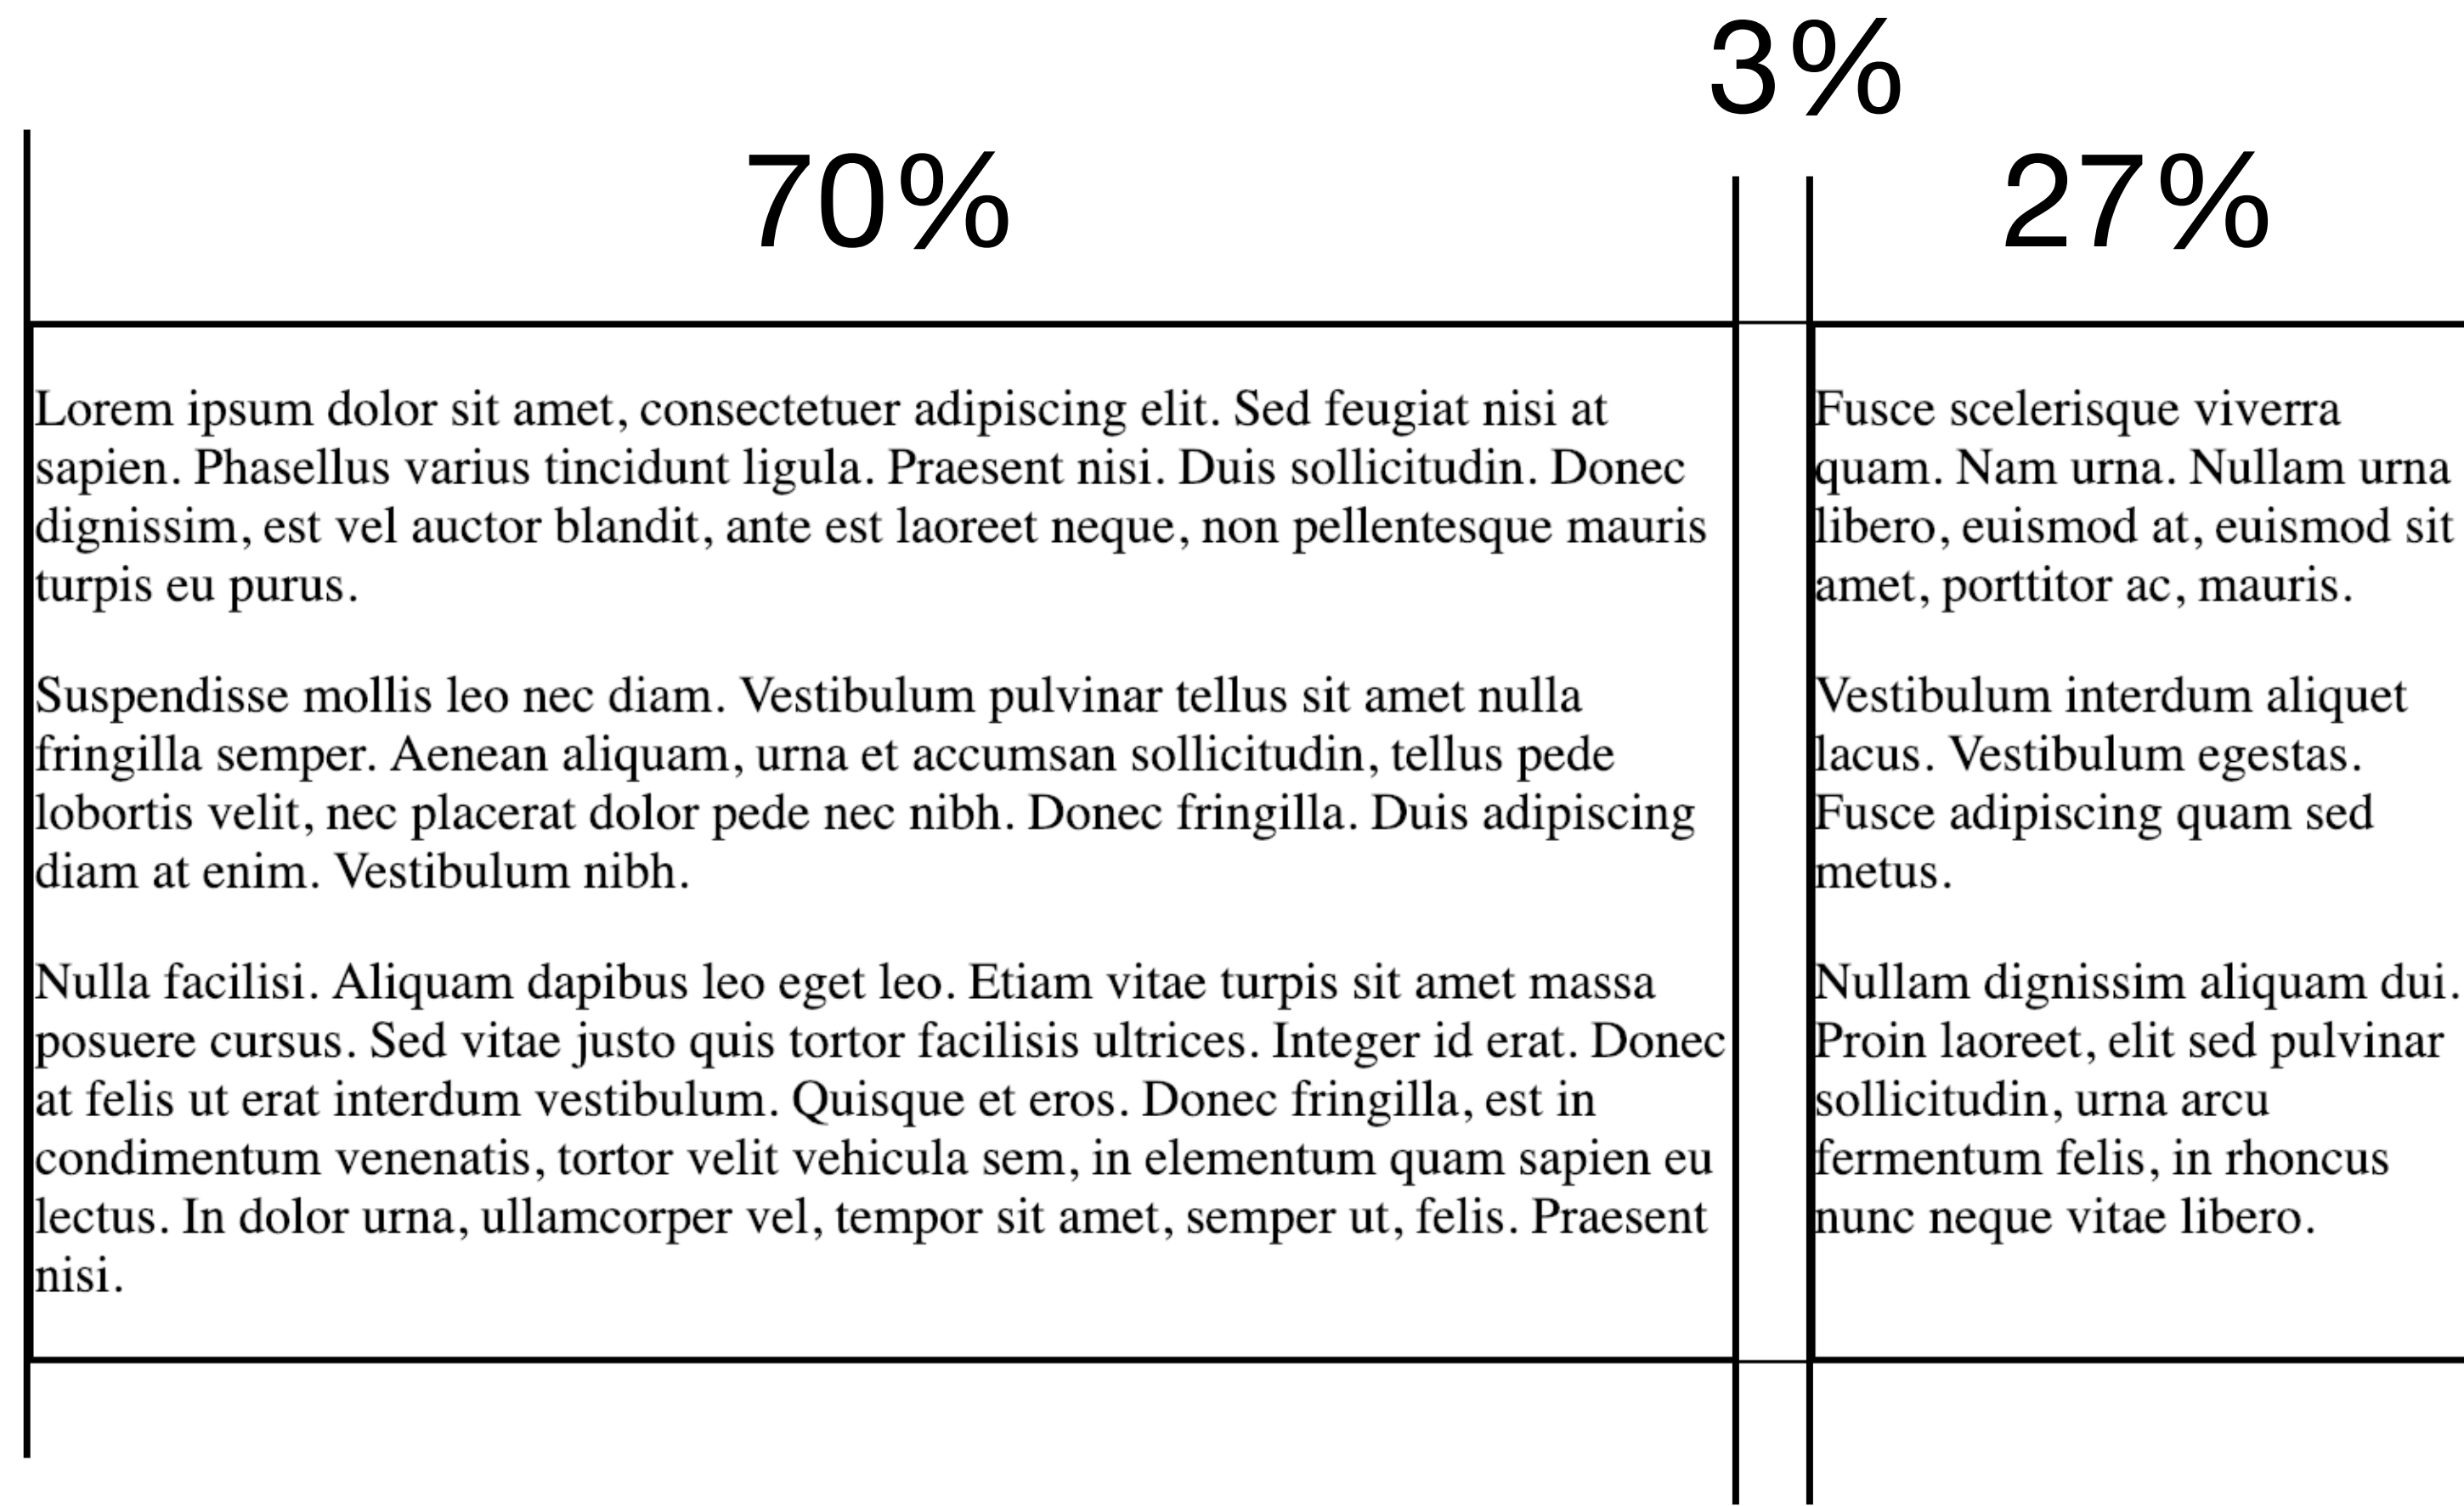 3%
70%
27%
Lorem ipsum dolor sit amet, consectetuer adipiscing elit. Sed feugiat nisi at
sapien. Phasellus varius tincidunt ligula. Praesent nisi. Duis sollicitudin. Donec
dignissim, est vel auctor blandit, ante est laoreet neque, non pellentesque mauris
turpis eu purus.
Suspendisse mollis leo nec diam. Vestibulum pulvinar tellus sit amet nulla
fringilla semper. Aenean aliquam, urna et accumsan sollicitudin, tellus pede
lobortis velit, nec placerat dolor pede nec nibh. Donec fringilla. Duis adipiscing
diam at enim. Vestibulum nibh.
Nulla facilisi. Aliquam dapibus leo eget leo. Etiam vitae turpis sit amet massa
posuere cursus. Sed vitae justo quis tortor facilisis ultrices. Integer id erat. Donec
at felis ut erat interdum vestibulum. Quisque et eros. Donec fringilla, est in
condimentum venenatis, tortor velit vehicula sem, in elementum quam sapien eu
lectus. In dolor urna, ullamcorper vel, tempor sit amet, semper ut, felis. Praesent
nisi.
Fusce scelerisque viverra
quam. Nam urna. Nullam urna
libero, euismod at, euismod sit
amet, porttitor ac, mauris.
Vestibulum interdum aliquet
lacus. Vestibulum egestas.
Fusce adipiscing quam sed
metus.
Nullam dignissim aliquam dui.
Proin laoreet, elit sed pulvinar
sollicitudin, urna arcu
fermentum felis, in rhoncus
nunc neque vitae libero.